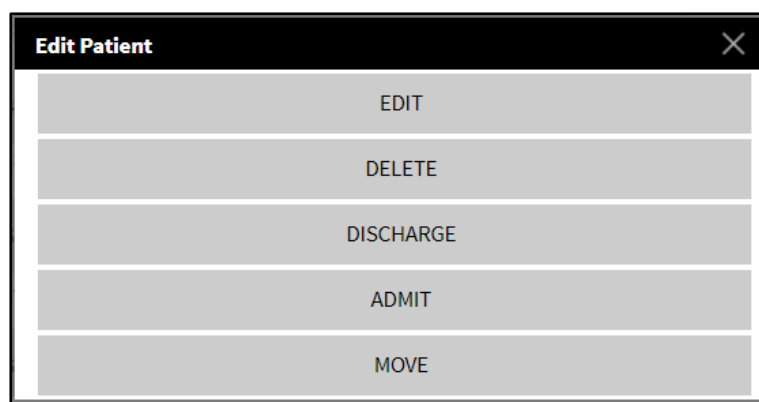 Edit Patient
EDIT
DELETE
DISCHARGE
ADMIT
MOVE